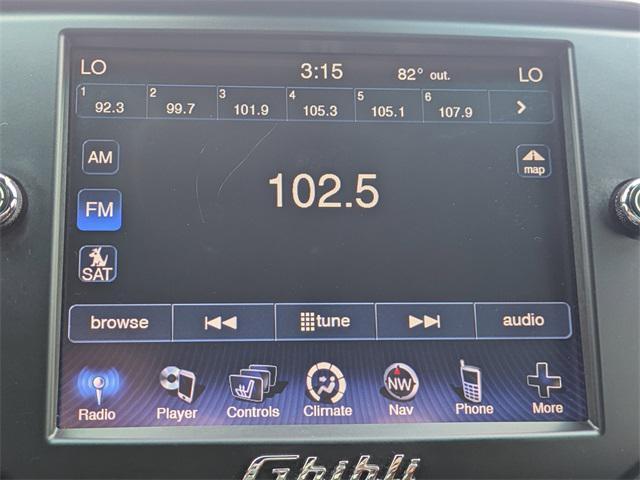 LO 3:15 82° out. LO
1 92.3 2 99.7 3 101.9 4 105.3 5 105.1 6 107.9 >
AM
map
102.5
FM
SAT
browse tune audio
Radio Player Controls Climate NW Nav Phone More
Ghibli